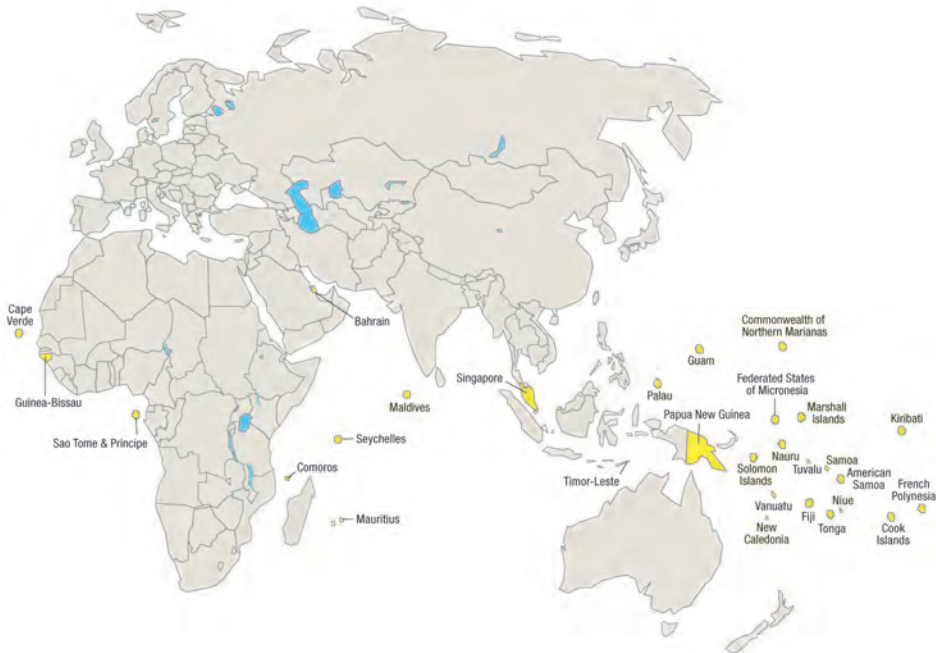 Cape
Verde
Guinea-Bissau
Sao Tome & Principe
Bahrain
Maldives
Seychelles
Comoros
Mauritius
Singapore
Timor-Leste
Palau
Guam
Commonwealth of
Northern Marianas
Federated States
of Micronesia
Papua New Guinea
Marshall
Islands
Kiribati
Nauru
Solomon
Islands
Tuvalu
Samoa
American
Samoa
French
Polynesia
Vanuatu
New
Caledonia
Fiji
Tonga
Niue
Cook
Islands